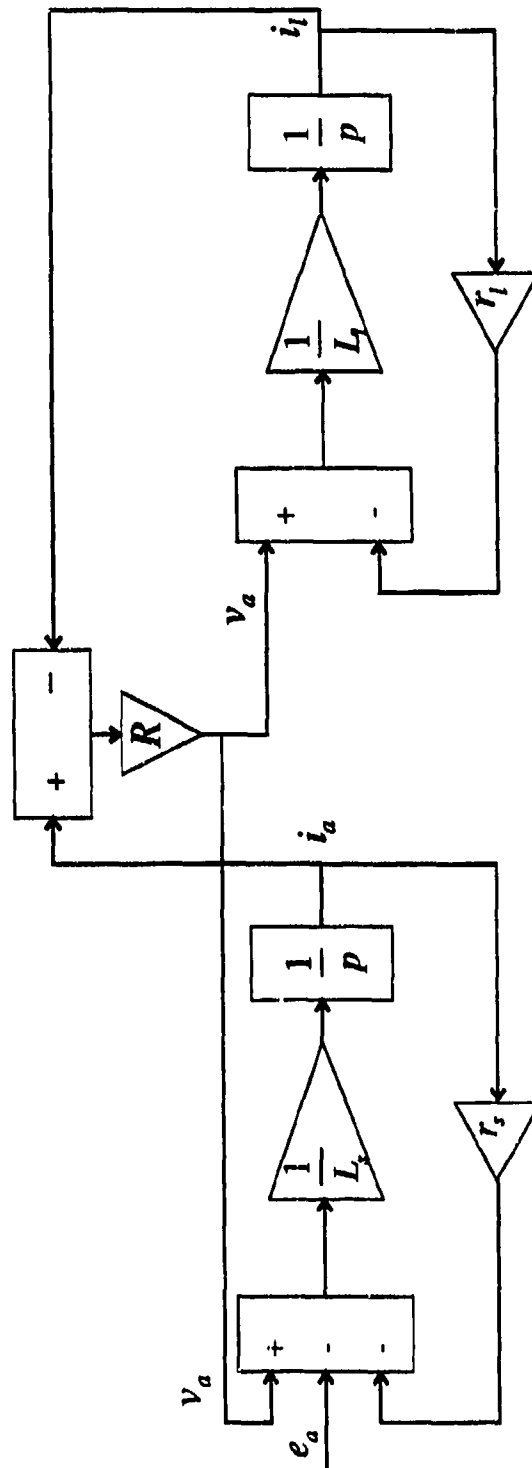 + −
R
v_a
i_a
i_l
v_a
e_a
+
-
-
1
L_s
1
p
r_s
+
-
1
L_l
1
p
r_l